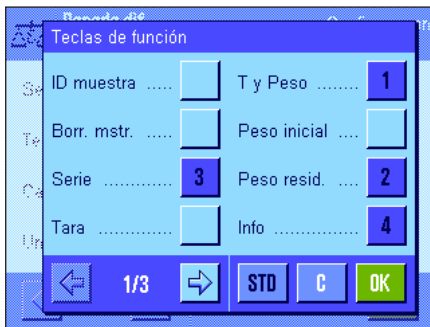 Teclas de función
ID muestra ..... T y Peso ........ 1
Borr. mstr. ..... Peso inicial ....
Serie ............. 3 Peso resid. .... 2
Tara .............. Info ................ 4
1/3 STD C OK